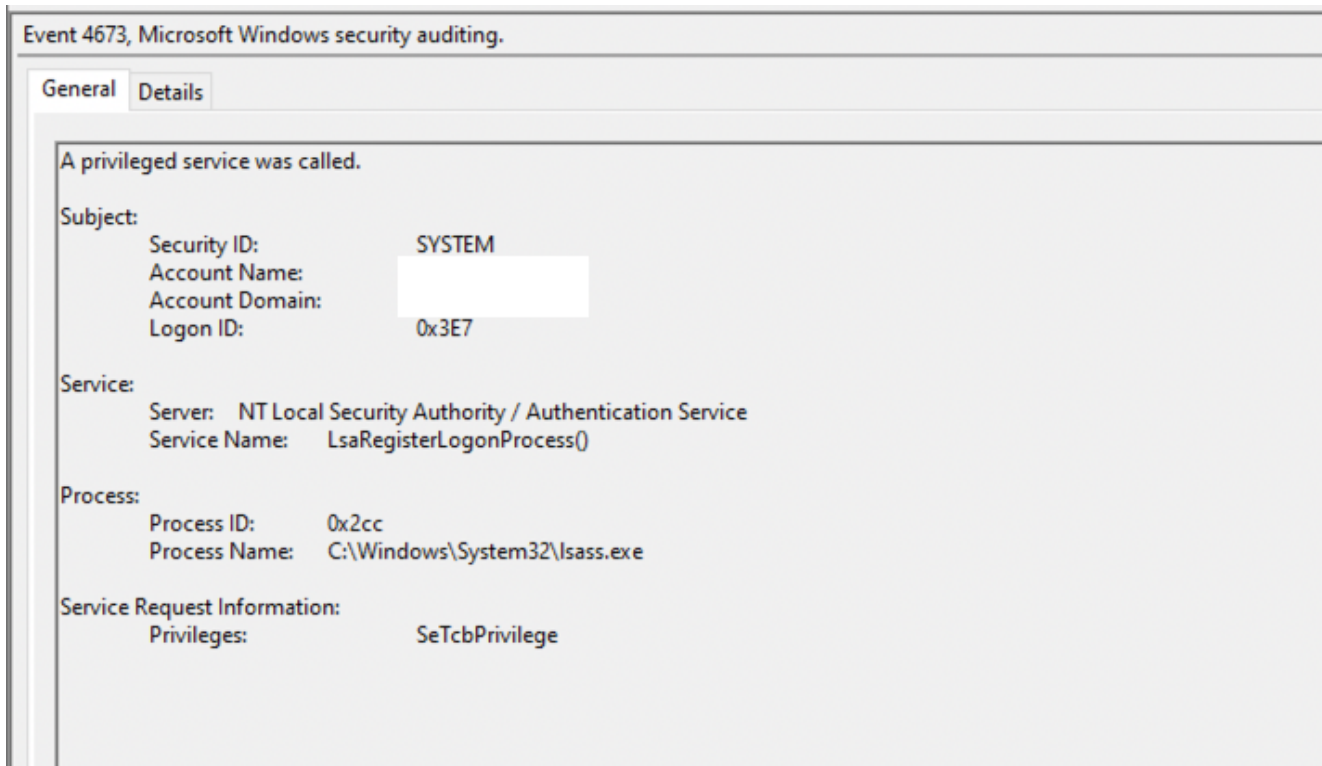 Event 4673, Microsoft Windows security auditing.
General Details
A privileged service was called.
Subject:
Security ID: SYSTEM
Account Name:
Account Domain:
Logon ID: 0x3E7
Service:
Server: NT Local Security Authority / Authentication Service
Service Name: LsaRegisterLogonProcess()
Process:
Process ID: 0x2cc
Process Name: C:\Windows\System32\lsass.exe
Service Request Information:
Privileges: SeTcbPrivilege